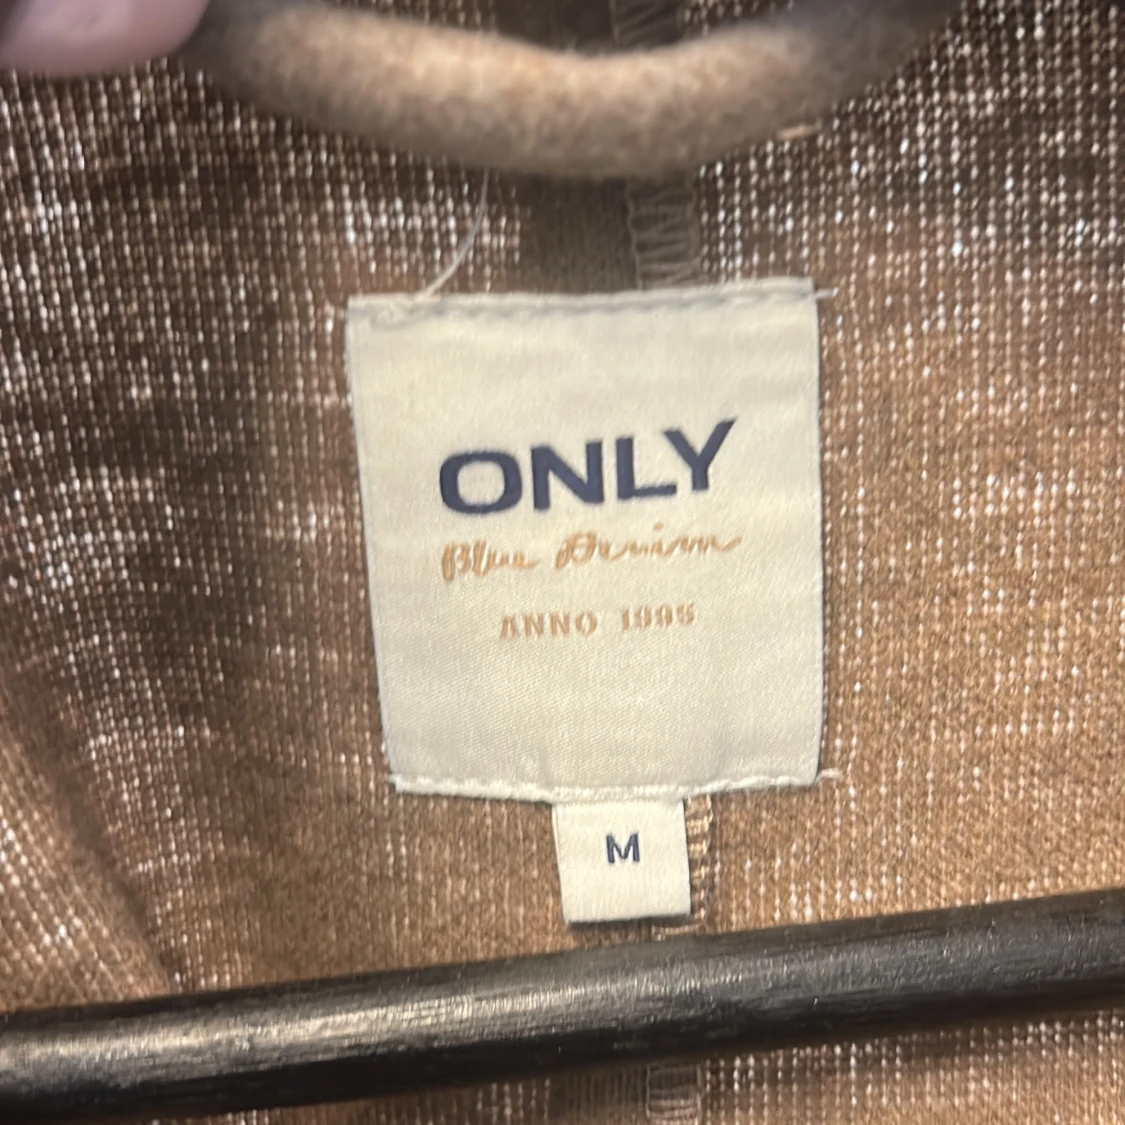 ONLY
Blue Denim
ANNO 1995
M